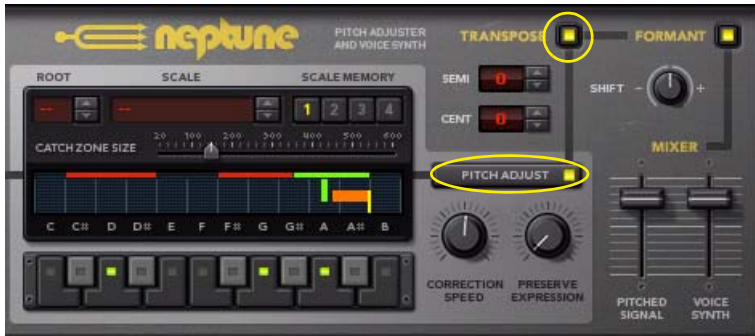 neptune
PITCH ADJUSTER
AND VOICE SYNTH
TRANSPOSE
FORMANT
ROOT
SCALE
SCALE MEMORY
SEMI
0
SHIFT - +
--
--
1 2 3 4
CENT
0
CATCH ZONE SIZE
20 100 200 300 400 500 600
MIXER
PITCH ADJUST
C C# D D# E F F# G G# A A# B
CORRECTION
SPEED
PRESERVE
EXPRESSION
PITCHED
SIGNAL
VOICE
SYNTH